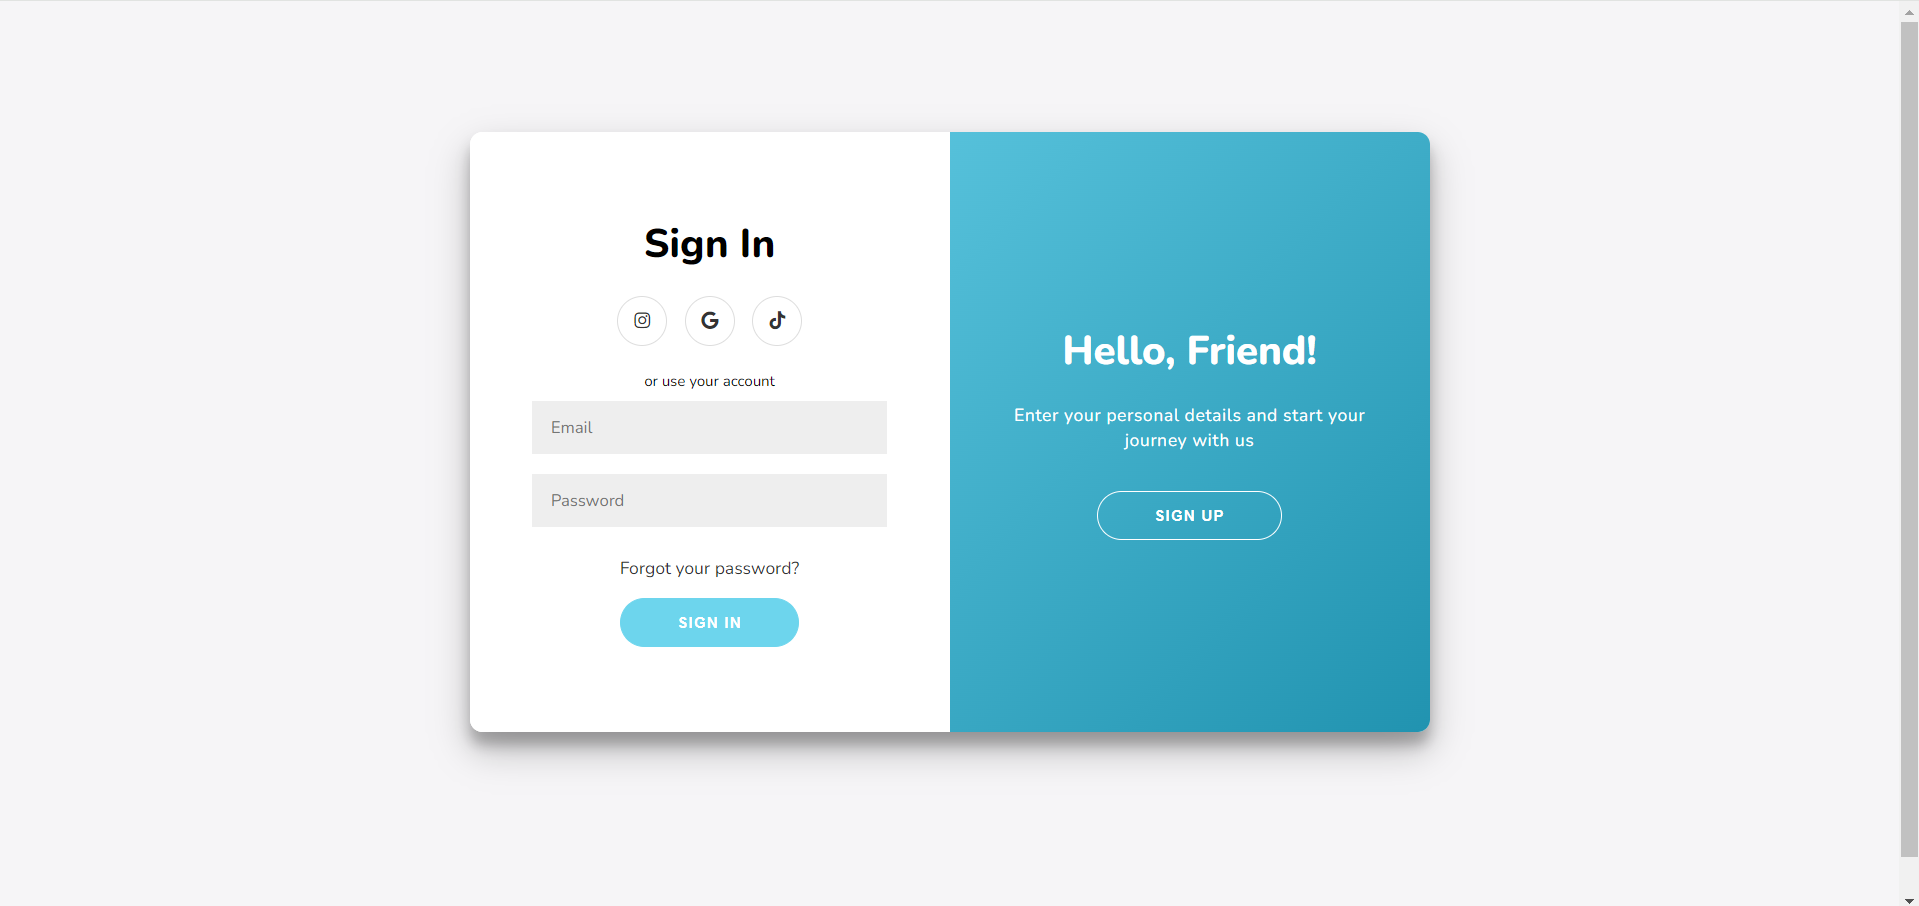 Sign In
or use your account
Email
Password
Forgot your password?
SIGN IN
Hello, Friend!
Enter your personal details and start your
journey with us
SIGN UP